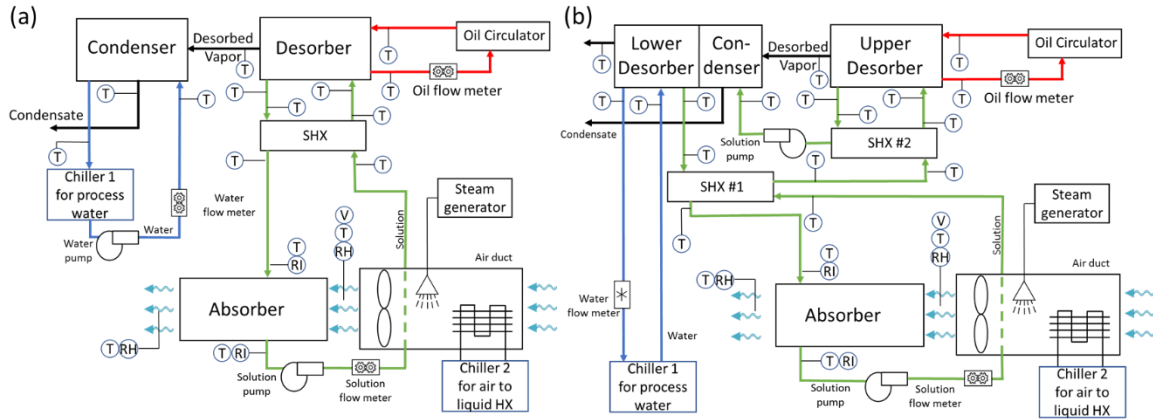 (a)
Condenser
Desorbed
Vapor
T
Desorber
T
Oil Circulator
T
Oil flow meter
T
T
T
T
T
Condensate
T
SHX
T
T
Chiller 1
for process
water
Water
flow meter
Water
pump
Water
Steam
generator
Solution
V
T
RH
T
RI
Air duct
Absorber
T
RH
T
RI
Solution
pump
Solution
flow meter
Chiller 2
for air to
liquid HX
(b)
Lower
Desorber
Con-
denser
Desorbed
Vapor
T
Upper
Desorber
T
Oil Circulator
T
Oil flow meter
T
T
T
T
T
T
T
T
Condensate
Solution
pump
SHX #2
T
T
SHX #1
T
T
Steam
generator
Solution
V
T
RH
T
RI
Air duct
T
RH
Water
flow meter
Water
Absorber
T
RI
Chiller 1
for process
water
Solution
pump
Solution
flow meter
Chiller 2
for air to
liquid HX